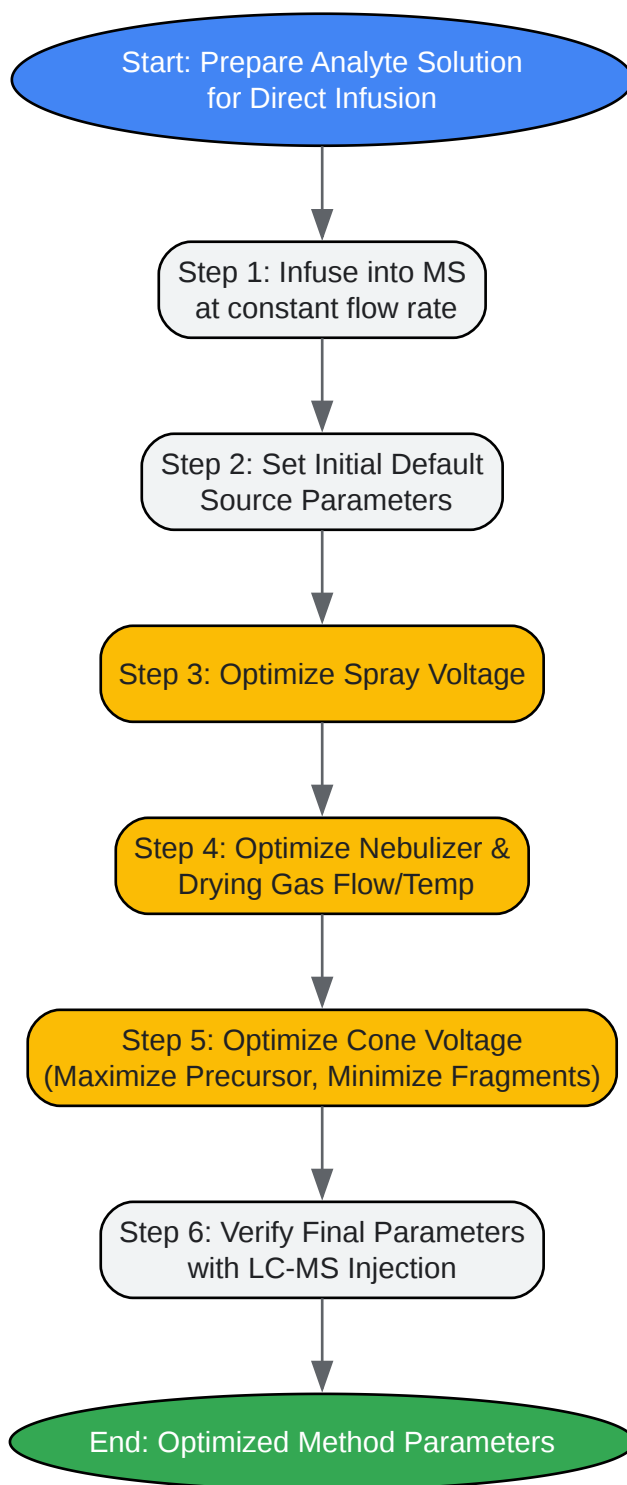 Start: Prepare Analyte Solution
for Direct Infusion
Step 1: Infuse into MS
at constant flow rate
Step 2: Set Initial Default
Source Parameters
Step 3: Optimize Spray Voltage
Step 4: Optimize Nebulizer &
Drying Gas Flow/Temp
Step 5: Optimize Cone Voltage
(Maximize Precursor, Minimize Fragments)
Step 6: Verify Final Parameters
with LC-MS Injection
End: Optimized Method Parameters